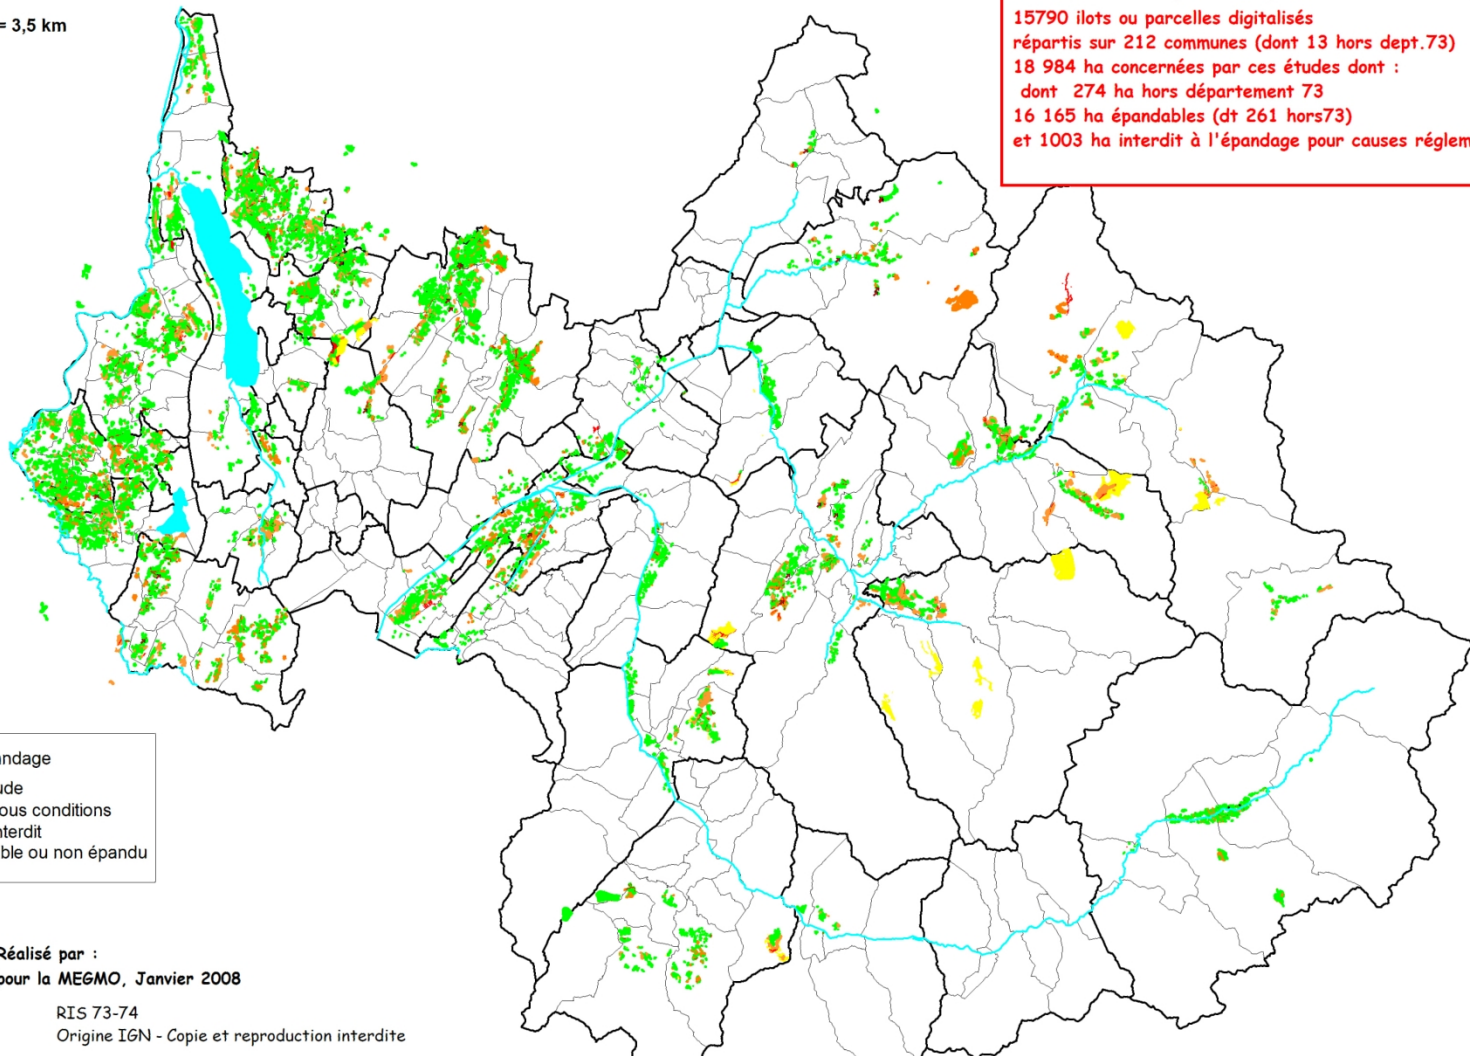 = 3,5 km
15790 ilots ou parcelles digitalisés
répartis sur 212 communes (dont 13 hors dept.73)
18 984 ha concernées par ces études dont :
dont 274 ha hors département 73
16 165 ha épandables (dt 261 hors73)
et 1003 ha interdit à l'épandage pour causes réglem
andage
ude
ous conditions
nterdit
ble ou non épandu
Réalisé par :
pour la MEGMO, Janvier 2008
RIS 73-74
Origine IGN - Copie et reproduction interdite